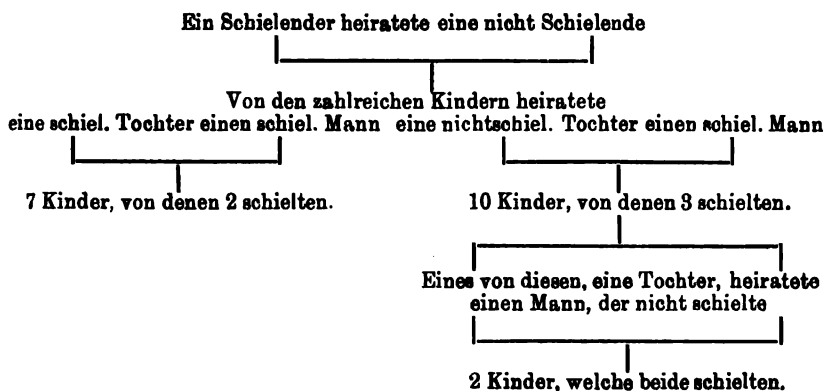 Ein Schielender heiratete eine nicht Schielende
Von den zahlreichen Kindern heiratete
eine schiel. Tochter einen schiel. Mann eine nichtschiel. Tochter einen schiel. Mann
7 Kinder, von denen 2 schielten.
10 Kinder, von denen 3 schielten.
Eines von diesen, eine Tochter, heiratete
einen Mann, der nicht schielte
2 Kinder, welche beide schielten.